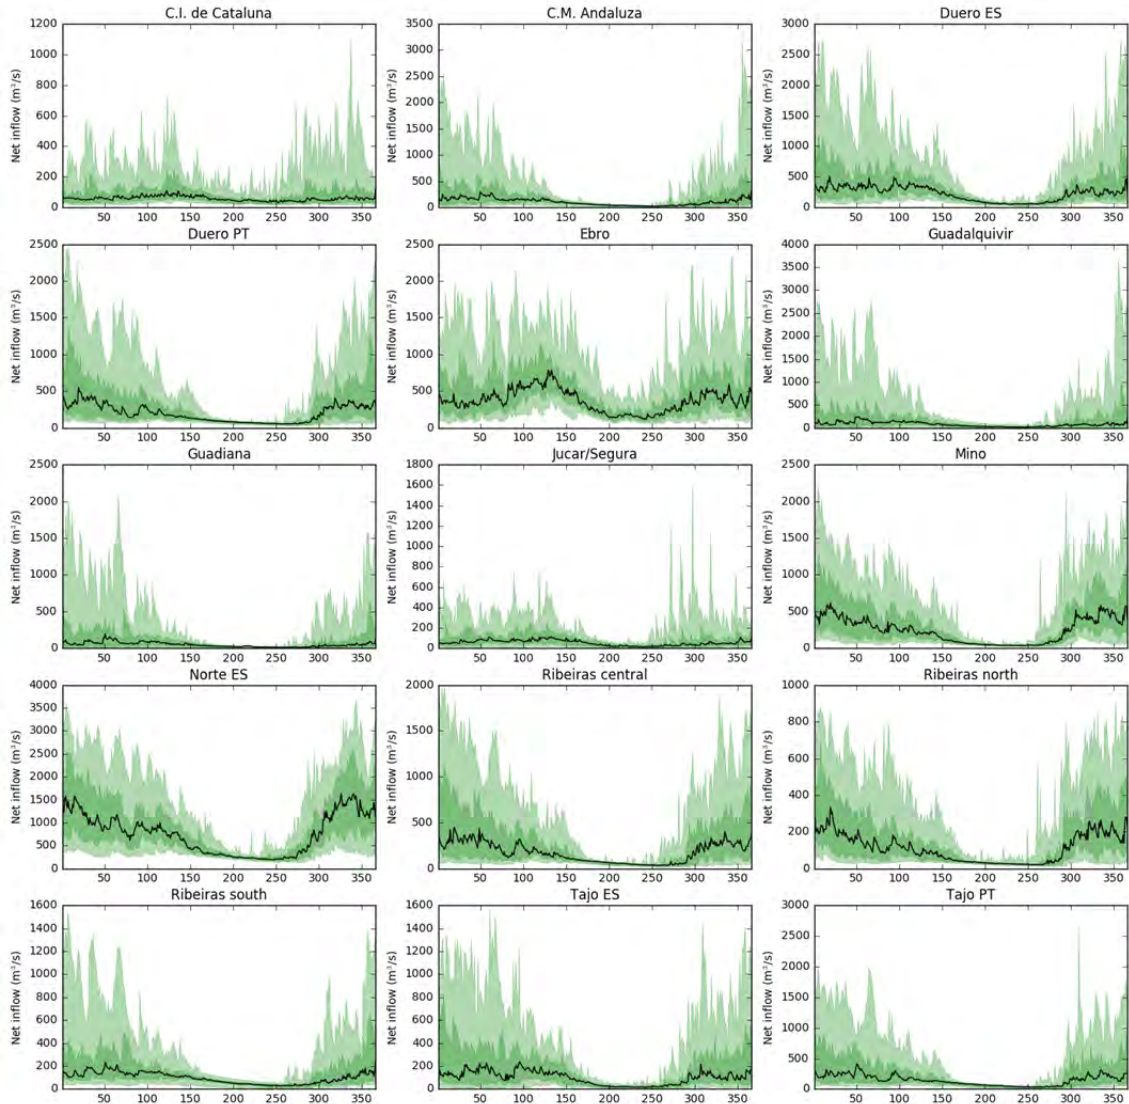 C.I. de Cataluna
Net inflow (m³/s)
1200
1000
800
600
400
200
0
50 100 150 200 250 300 350
C.M. Andaluza
Net inflow (m³/s)
3500
3000
2500
2000
1500
1000
500
0
50 100 150 200 250 300 350
Duero ES
Net inflow (m³/s)
3000
2500
2000
1500
1000
500
0
50 100 150 200 250 300 350
Duero PT
Net inflow (m³/s)
2500
2000
1500
1000
500
0
50 100 150 200 250 300 350
Ebro
Net inflow (m³/s)
2500
2000
1500
1000
500
0
50 100 150 200 250 300 350
Guadalquivir
Net inflow (m³/s)
4000
3500
3000
2500
2000
1500
1000
500
0
50 100 150 200 250 300 350
Guadiana
Net inflow (m³/s)
2500
2000
1500
1000
500
0
50 100 150 200 250 300 350
Jucar/Segura
Net inflow (m³/s)
1800
1600
1400
1200
1000
800
600
400
200
0
50 100 150 200 250 300 350
Mino
Net inflow (m³/s)
2500
2000
1500
1000
500
0
50 100 150 200 250 300 350
Norte ES
Net inflow (m³/s)
4000
3500
3000
2500
2000
1500
1000
500
0
50 100 150 200 250 300 350
Ribeiras central
Net inflow (m³/s)
2000
1500
1000
500
0
50 100 150 200 250 300 350
Ribeiras north
Net inflow (m³/s)
1000
800
600
400
200
0
50 100 150 200 250 300 350
Ribeiras south
Net inflow (m³/s)
1600
1400
1200
1000
800
600
400
200
0
50 100 150 200 250 300 350
Tajo ES
Net inflow (m³/s)
1600
1400
1200
1000
800
600
400
200
0
50 100 150 200 250 300 350
Tajo PT
Net inflow (m³/s)
3000
2500
2000
1500
1000
500
0
50 100 150 200 250 300 350